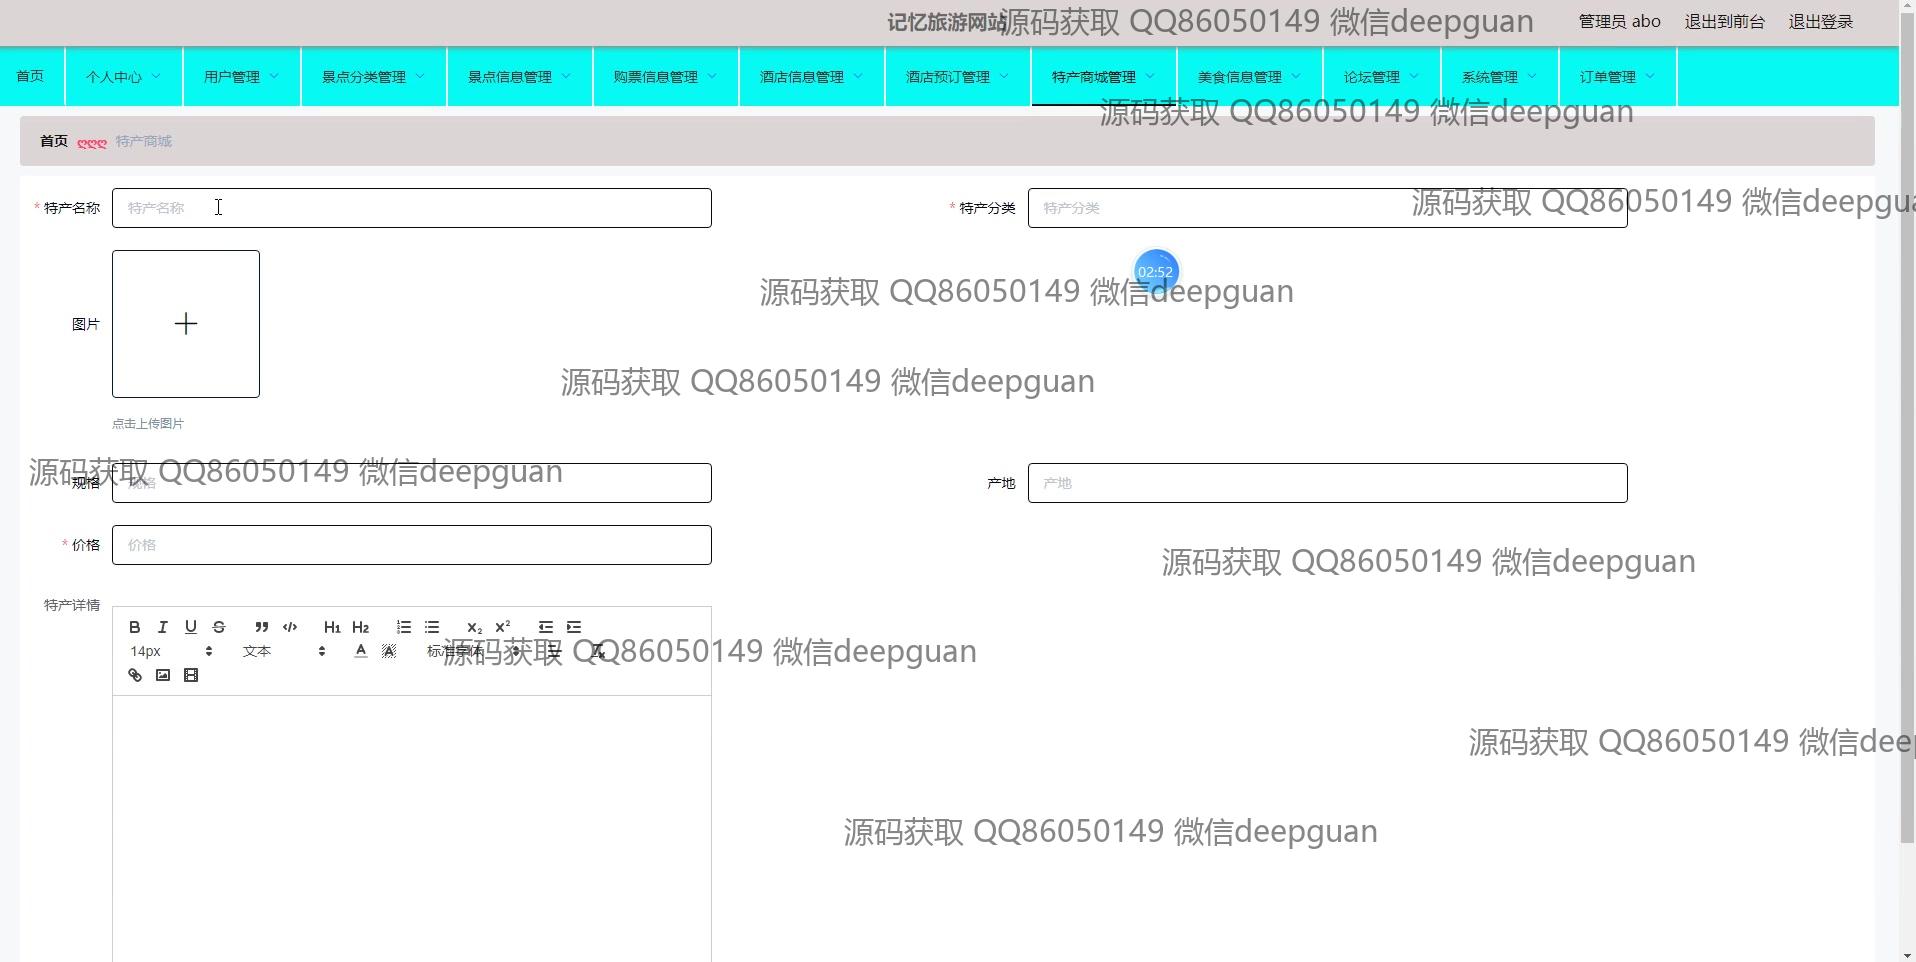 记忆旅游网站
源码获取 QQ86050149 微信deepguan
管理员 abo
退出到前台
退出登录
首页
个人中心
用户管理
景点分类管理
景点信息管理
购票信息管理
酒店信息管理
酒店预订管理
特产商城管理
美食信息管理
论坛管理
系统管理
订单管理
源码获取 QQ86050149 微信deepguan
首页
ღღღ
特产商城
* 特产名称
特产名称
* 特产分类
特产分类
源码获取 QQ86050149 微信deepgua
02:52
源码获取 QQ86050149 微信deepguan
图片
源码获取 QQ86050149 微信deepguan
点击上传图片
源码获取 QQ86050149 微信deepguan
规格
规格
产地
产地
* 价格
价格
源码获取 QQ86050149 微信deepguan
特产详情
B I U S H1 H2 X2 X2
14px
文本
A
A
标准字体
源码获取 QQ86050149 微信deepguan
源码获取 QQ86050149 微信deep
源码获取 QQ86050149 微信deepguan